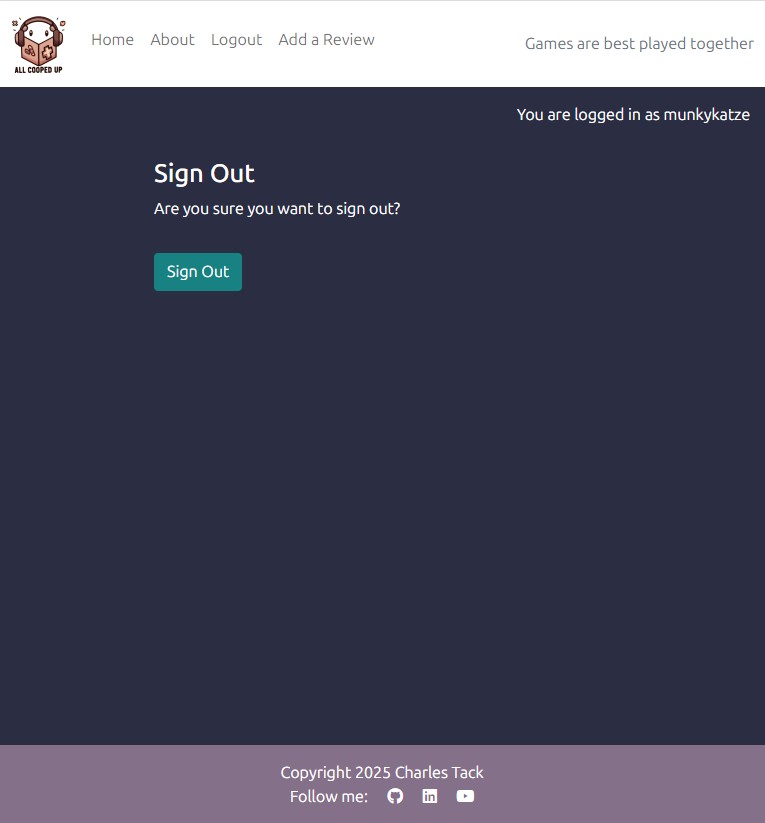 ALL COOPED UP
Home About Logout Add a Review
Games are best played together
You are logged in as munkykatze
Sign Out
Are you sure you want to sign out?
Sign Out
Copyright 2025 Charles Tack
Follow me: